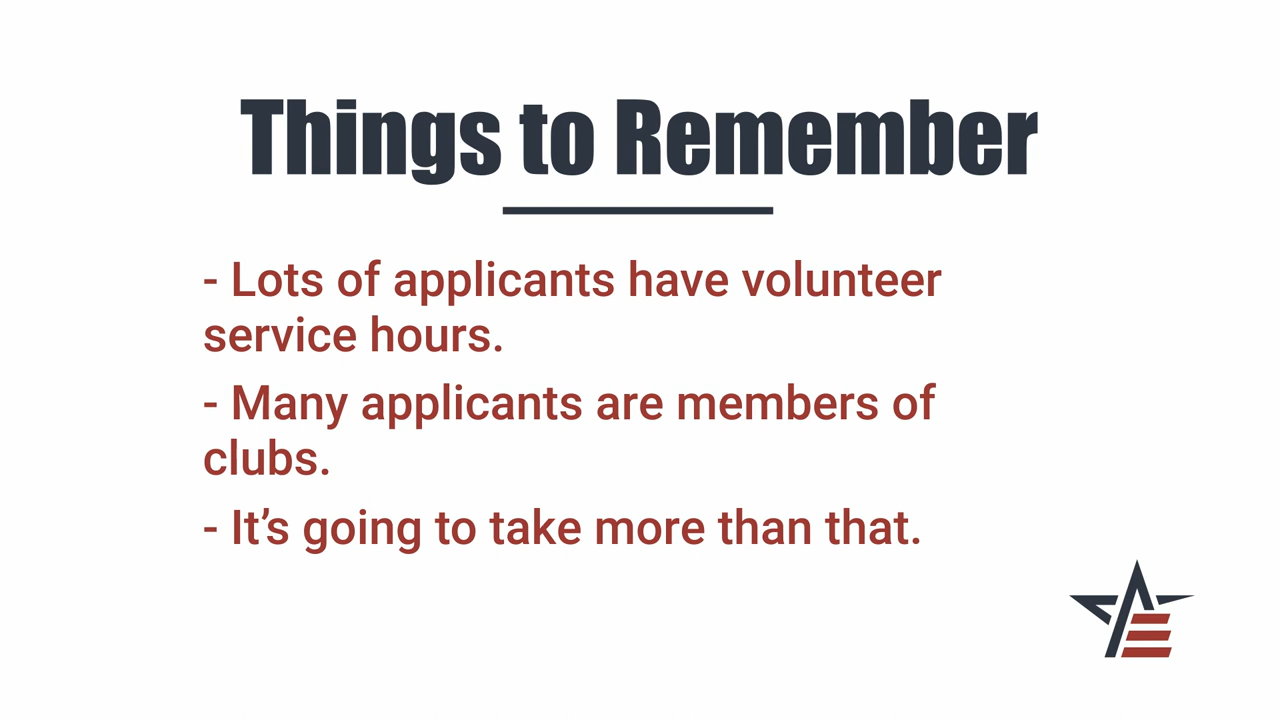 Things to Remember
- Lots of applicants have volunteer
service hours.
- Many applicants are members of
clubs.
- It’s going to take more than that.